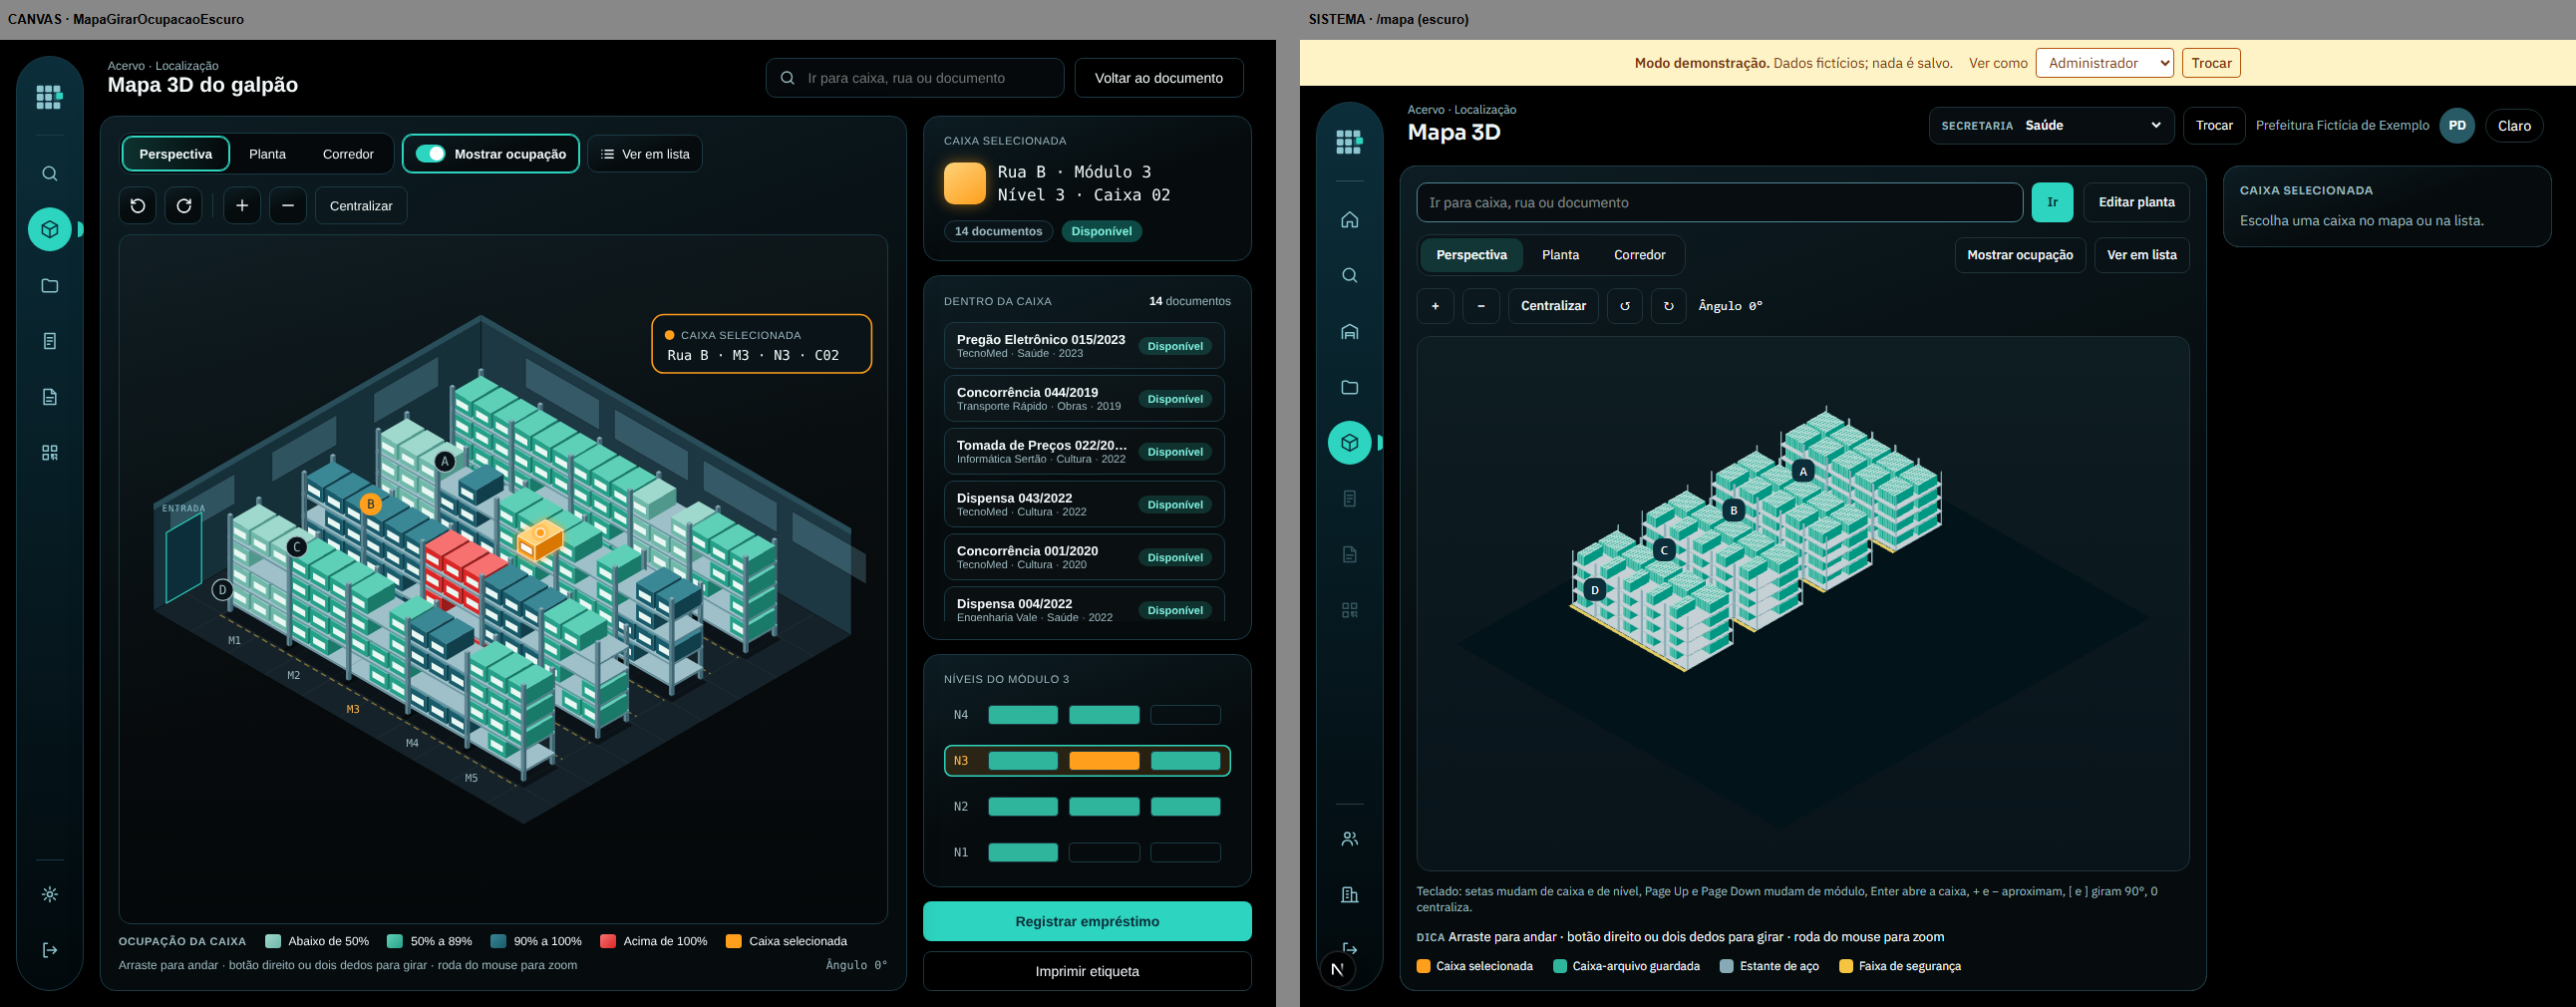 CANVAS · MapaGirarOcupacaoEscuro
Acervo · Localização
Mapa 3D do galpão
Ir para caixa, rua ou documento
Voltar ao documento
Perspectiva
Planta
Corredor
Mostrar ocupação
Ver em lista
+
−
Centralizar
CAIXA SELECIONADA
Rua B · M3 · N3 · C02
ENTRADA
A
B
C
D
M1
M2
M3
M4
M5
OCUPAÇÃO DA CAIXA
Abaixo de 50%
50% a 89%
90% a 100%
Acima de 100%
Caixa selecionada
Arraste para andar · botão direito ou dois dedos para girar · roda do mouse para zoom
Ângulo 0°
CAIXA SELECIONADA
Rua B · Módulo 3
Nível 3 · Caixa 02
14 documentos
Disponível
DENTRO DA CAIXA
14 documentos
Pregão Eletrônico 015/2023
TecnoMed · Saúde · 2023
Disponível
Concorrência 044/2019
Transporte Rápido · Obras · 2019
Disponível
Tomada de Preços 022/20...
Informática Sertão · Cultura · 2022
Disponível
Dispensa 043/2022
TecnoMed · Cultura · 2022
Disponível
Concorrência 001/2020
TecnoMed · Cultura · 2020
Disponível
Dispensa 004/2022
Engenharia Vale · Saúde · 2022
Disponível
NÍVEIS DO MÓDULO 3
N4
N3
N2
N1
Registrar empréstimo
Imprimir etiqueta
SISTEMA · /mapa (escuro)
Modo demonstração. Dados fictícios; nada é salvo.
Ver como
Administrador
Trocar
Acervo · Localização
Mapa 3D
SECRETARIA Saúde
Trocar
Prefeitura Fictícia de Exemplo
PD
Claro
Ir para caixa, rua ou documento
Ir
Editar planta
Perspectiva
Planta
Corredor
Mostrar ocupação
Ver em lista
+
−
Centralizar
↺
↻
Ângulo 0°
A
B
C
D
Teclado: setas mudam de caixa e de nível, Page Up e Page Down mudam de módulo, Enter abre a caixa, + e − aproximam, [ e ] giram 90°, 0
centraliza.
DICA Arraste para andar · botão direito ou dois dedos para girar · roda do mouse para zoom
Caixa selecionada
Caixa-arquivo guardada
Estante de aço
Faixa de segurança
N
CAIXA SELECIONADA
Escolha uma caixa no mapa ou na lista.